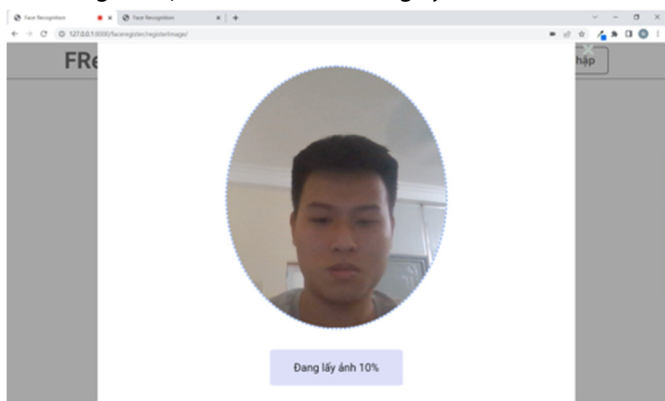 Face Recognition
Face Recognition
127.0.0.1:8000/faceregister/registerImage/
FRe
hập
Đang lấy ảnh 10%